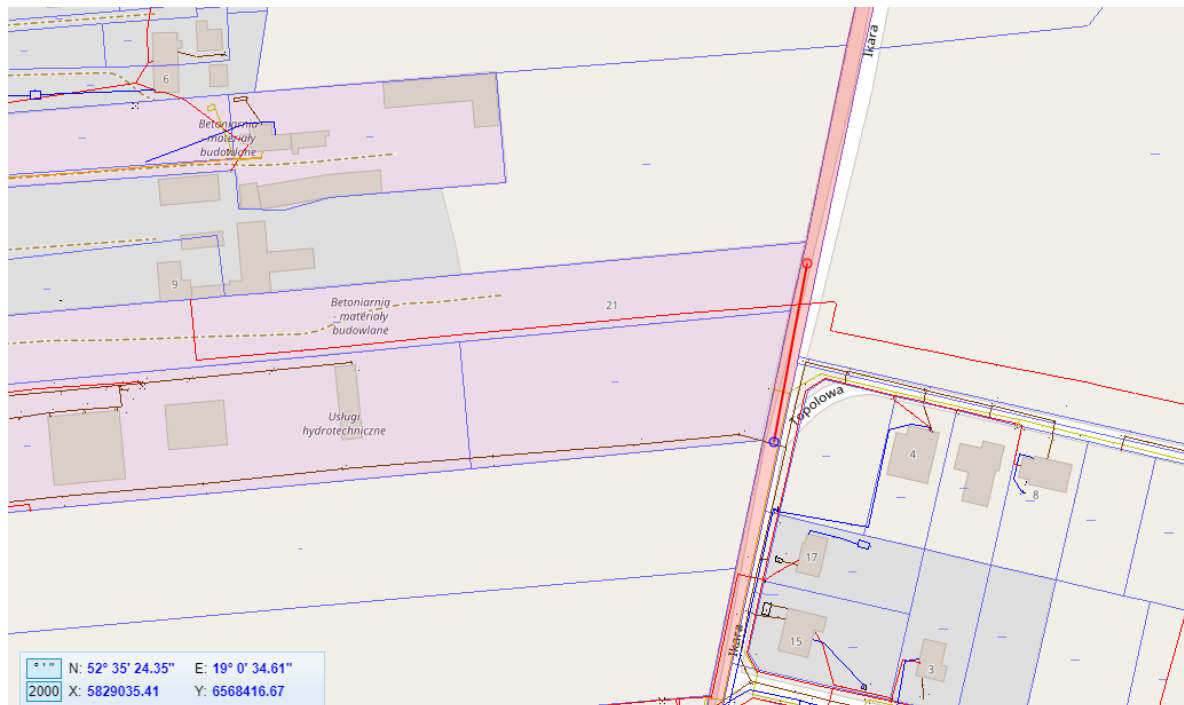 Ikara
6
Betoniarnia
- materiały
budowlane
9
Betoniarnia
- materiały
budowlane
21
Usługi
hydrotechniczne
Topolowa
4
8
17
15
3
Ikara
° ' " N: 52° 35' 24.35" E: 19° 0' 34.61"
2000 X: 5829035.41 Y: 6568416.67